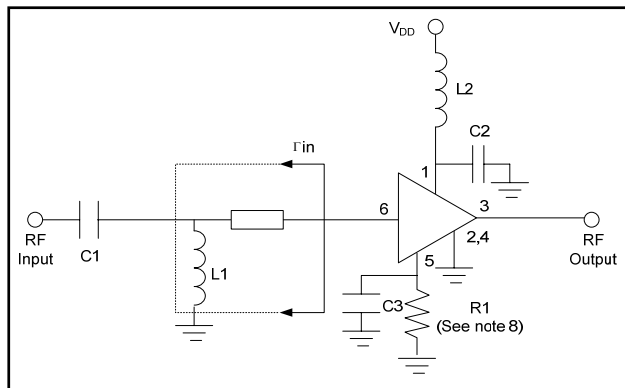 VDD
L2
C2
Γin
1
6
3
2,4
5
RF
Input
C1
L1
C3
R1
(See note 8)
RF
Output